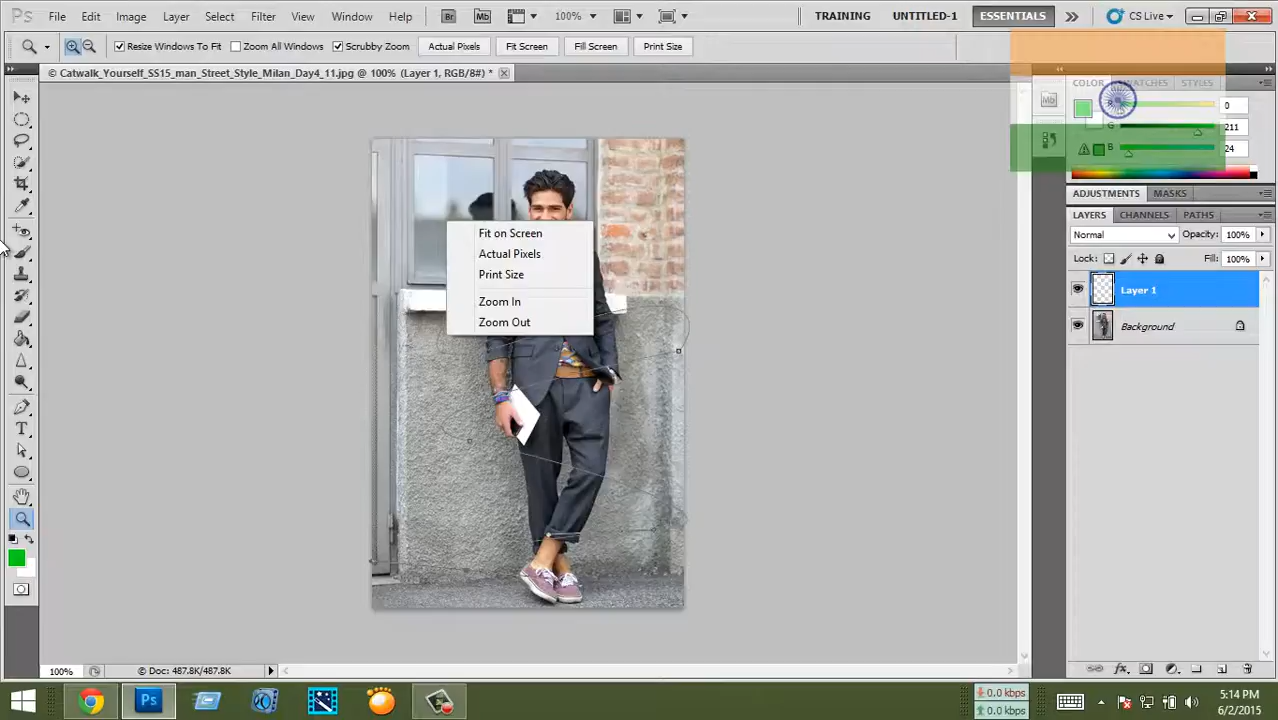 Ps File Edit Image Layer Select Filter View Window Help Br Mb 100% TRAINING UNTITLED-1 ESSENTIALS CS Live
Resize Windows To Fit Zoom All Windows Scrubby Zoom Actual Pixels Fit Screen Fill Screen Print Size
© Catwalk_Yourself_SS15_man_Street_Style_Milan_Day4_11.jpg @ 100% (Layer 1, RGB/8#) *
COLOR SWATCHES STYLES
Mb
0
G 211
B 24
ADJUSTMENTS MASKS
LAYERS CHANNELS PATHS
Normal Opacity: 100%
Lock: Fill: 100%
Layer 1
Background
Fit on Screen
Actual Pixels
Print Size
Zoom In
Zoom Out
100% © Doc: 487.8K/487.8K
Ps
0.0 kbps
0.0 kbps
5:14 PM
6/2/2015